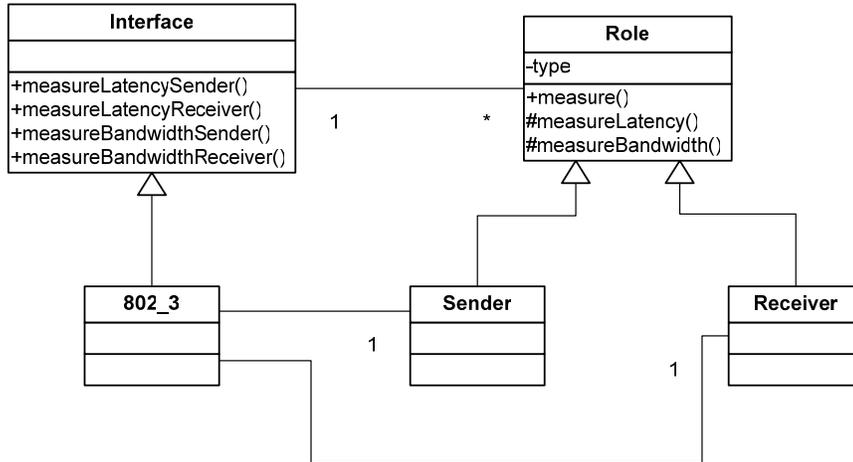 Interface
+measureLatencySender()
+measureLatencyReceiver()
+measureBandwidthSender()
+measureBandwidthReceiver()
Role
-type
+measure()
#measureLatency()
#measureBandwidth()
1
*
802_3
Sender
Receiver
1
1